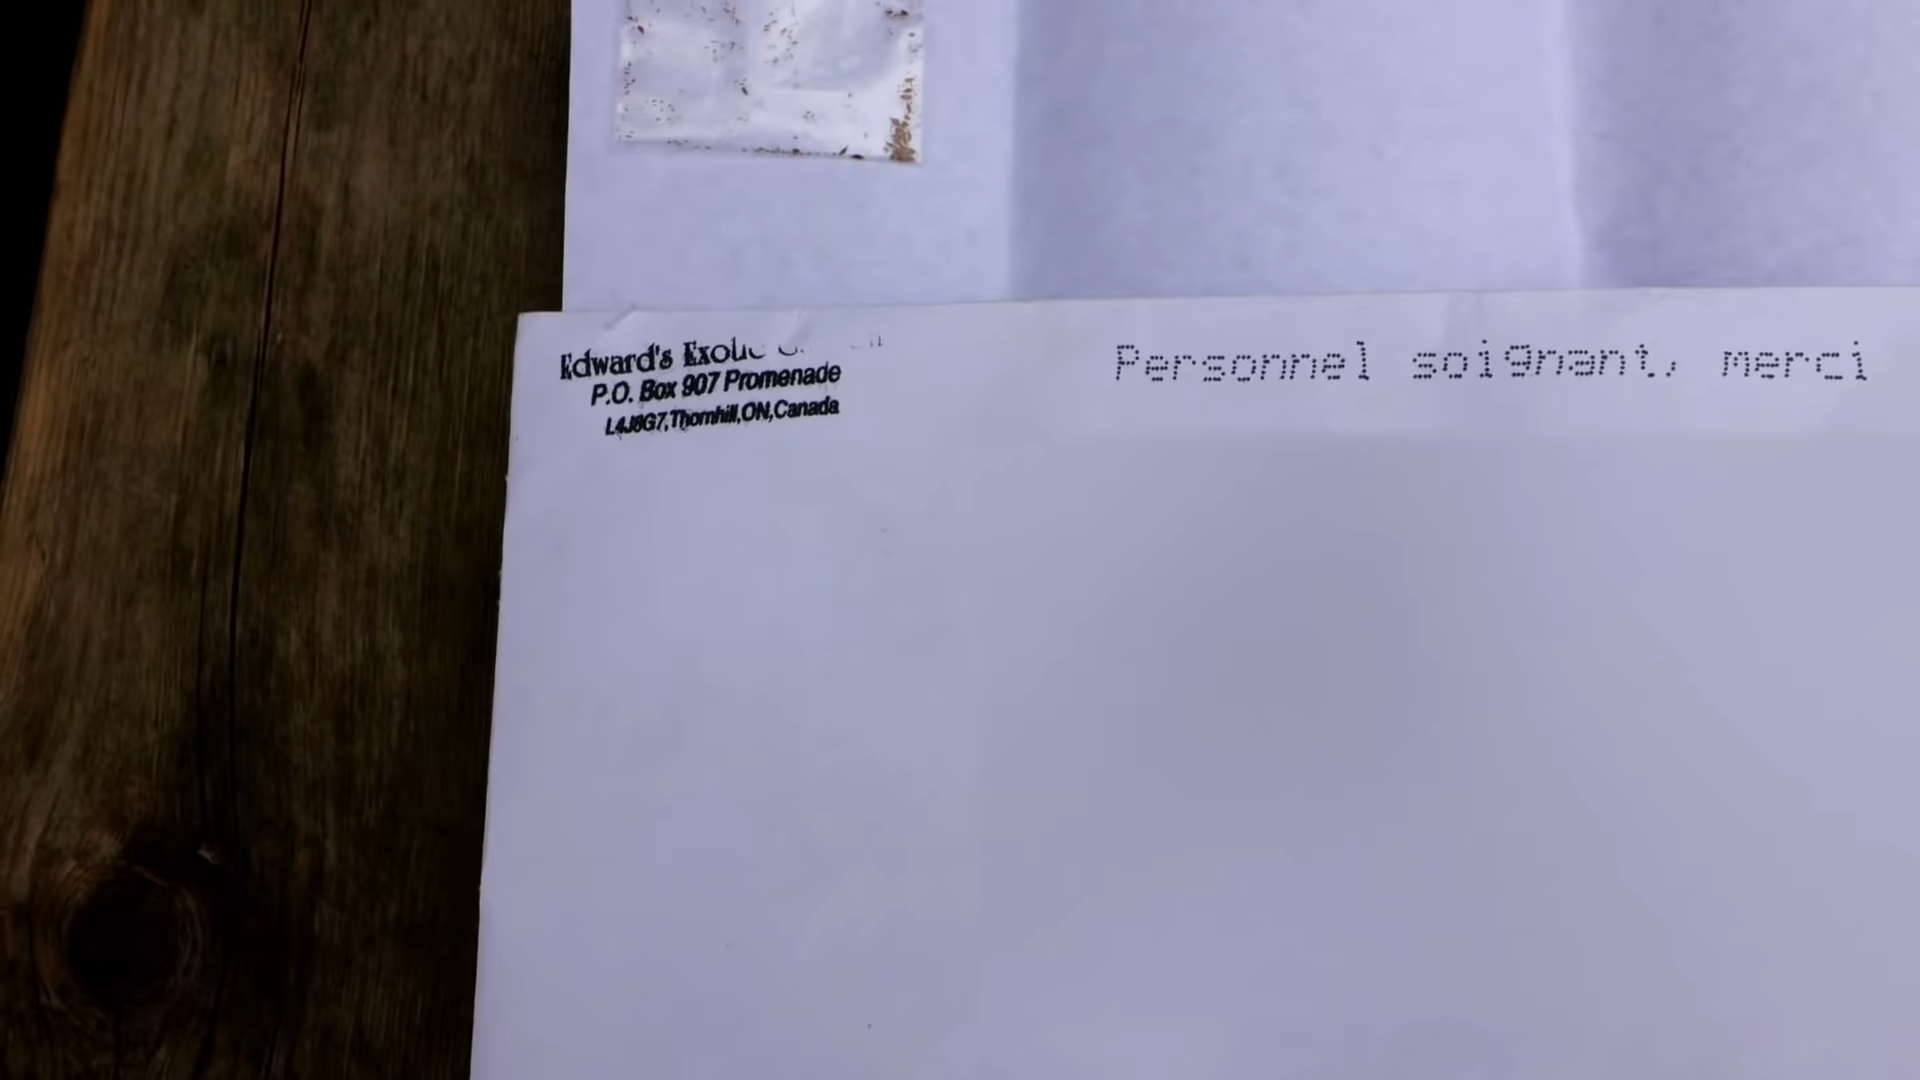 Edward's Exotic
P.O. Box 907 Promenade
L4J8G7,Thornhill,ON,Canada
Personnel soignant, merci